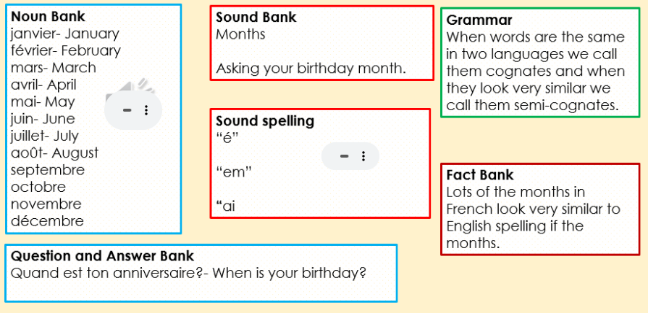 Noun Bank
janvier- January
février- February
mars- March
avril- April
mai- May
juin- June
juillet- July
août- August
septembre
octobre
novembre
décembre
Sound Bank
Months
Asking your birthday month.
Sound spelling
“é”
“em”
“ai
Grammar
When words are the same
in two languages we call
them cognates and when
they look very similar we
call them semi-cognates.
Fact Bank
Lots of the months in
French look very similar to
English spelling if the
months.
Question and Answer Bank
Quand est ton anniversaire?- When is your birthday?